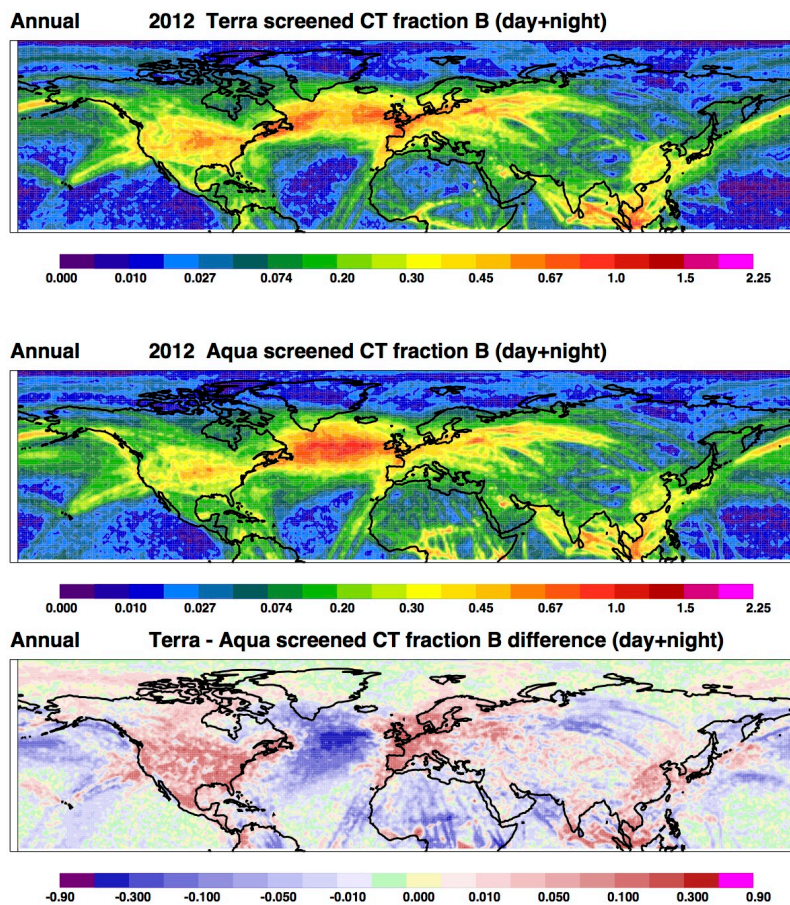 Annual 2012 Terra screened CT fraction B (day+night)
0.000 0.010 0.027 0.074 0.20 0.30 0.45 0.67 1.0 1.5 2.25
Annual 2012 Aqua screened CT fraction B (day+night)
0.000 0.010 0.027 0.074 0.20 0.30 0.45 0.67 1.0 1.5 2.25
Annual Terra - Aqua screened CT fraction B difference (day+night)
-0.90 -0.300 -0.100 -0.050 -0.010 0.000 0.010 0.050 0.100 0.300 0.90